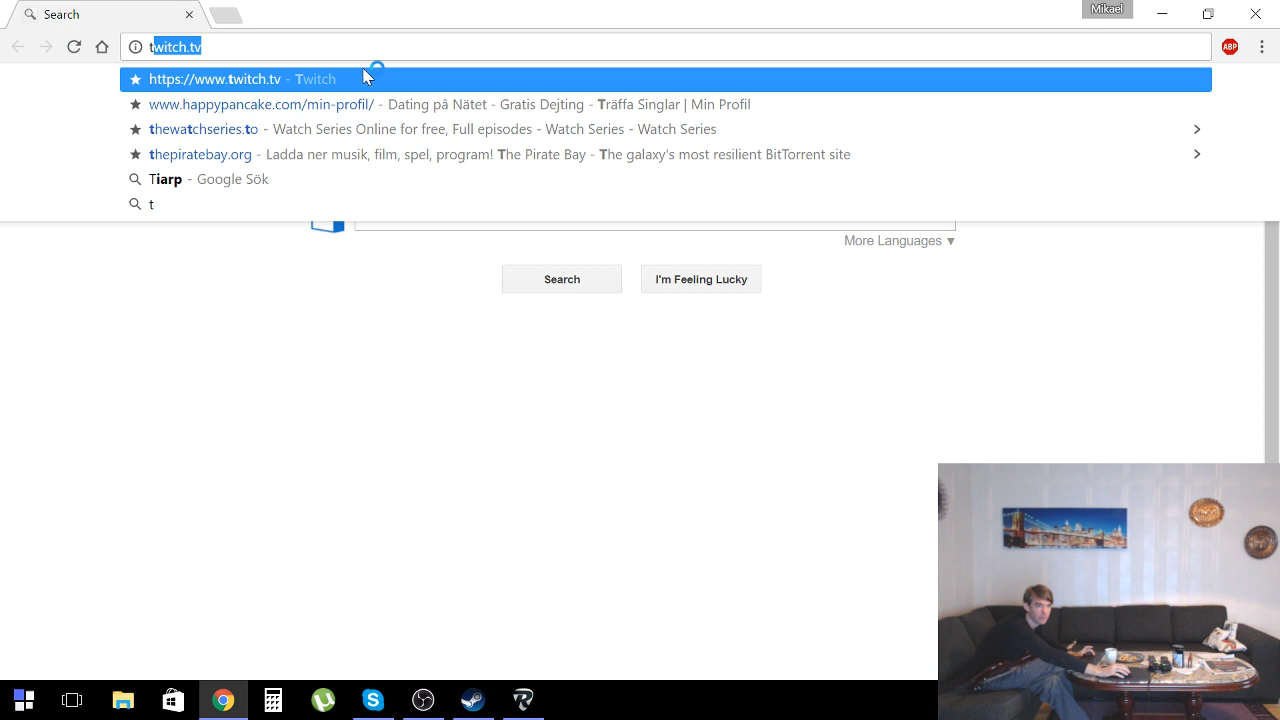 Search
Mikael
twitch.tv
ABP
https://www.twitch.tv - Twitch
www.happypancake.com/min-profil/ - Dating på Nätet - Gratis Dejting - Träffa Singlar | Min Profil
thewatchseries.to - Watch Series Online for free, Full episodes - Watch Series - Watch Series
thepiratebay.org - Ladda ner musik, film, spel, program! The Pirate Bay - The galaxy's most resilient BitTorrent site
Tiarp - Google Sök
t
More Languages ▼
Search
I'm Feeling Lucky